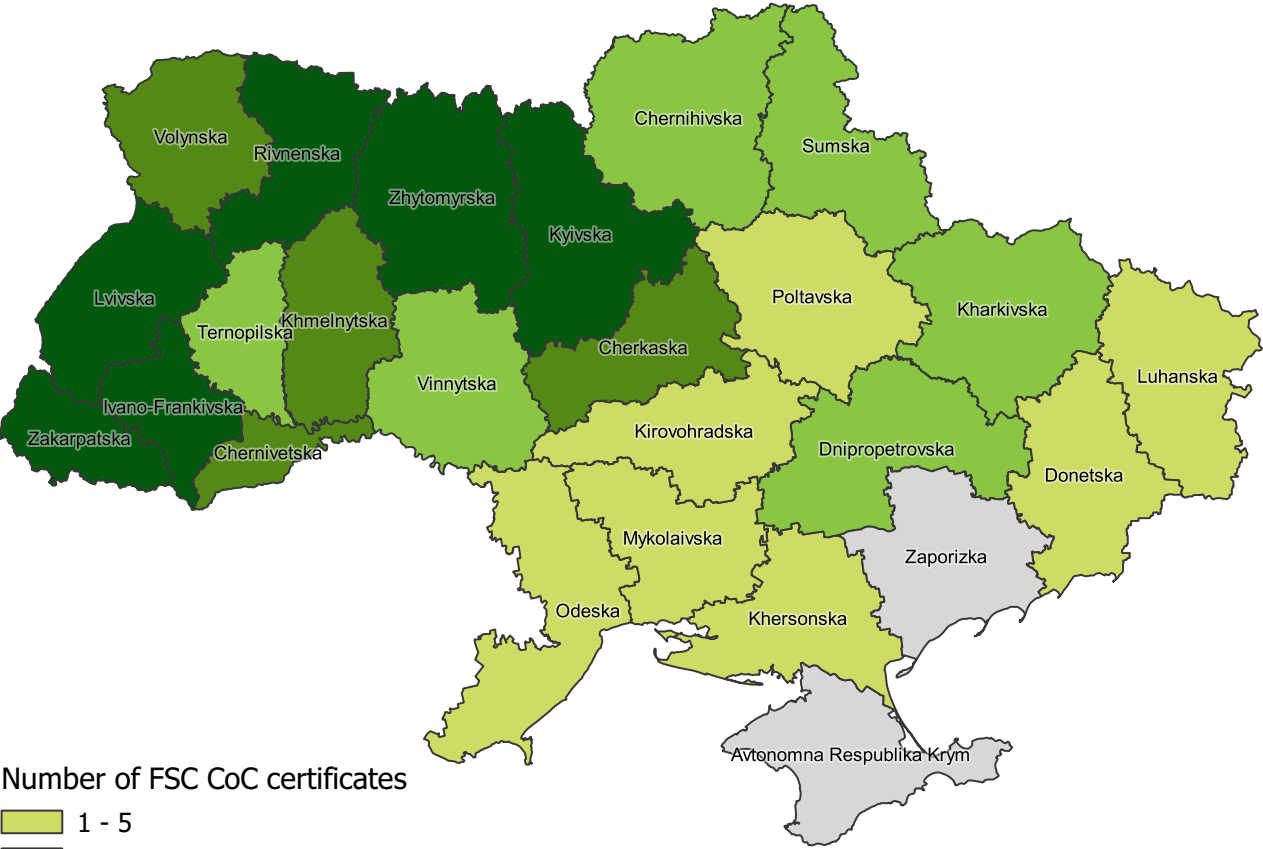 Chernihivska
Volynska
Sumska
Rivnenska
Zhytomyrska
Kyivska
Lvivska
Poltavska
Kharkivska
Ternopilska
Khmelnytska
Cherkaska
Luhanska
Vinnytska
Ivano-Frankivska
Zakarpatska
Kirovohradska
Chernivetska
Dnipropetrovska
Donetska
Mykolaivska
Zaporizka
Odeska
Khersonska
Avtonomna Respublika Krym
Number of FSC CoC certificates
1 - 5